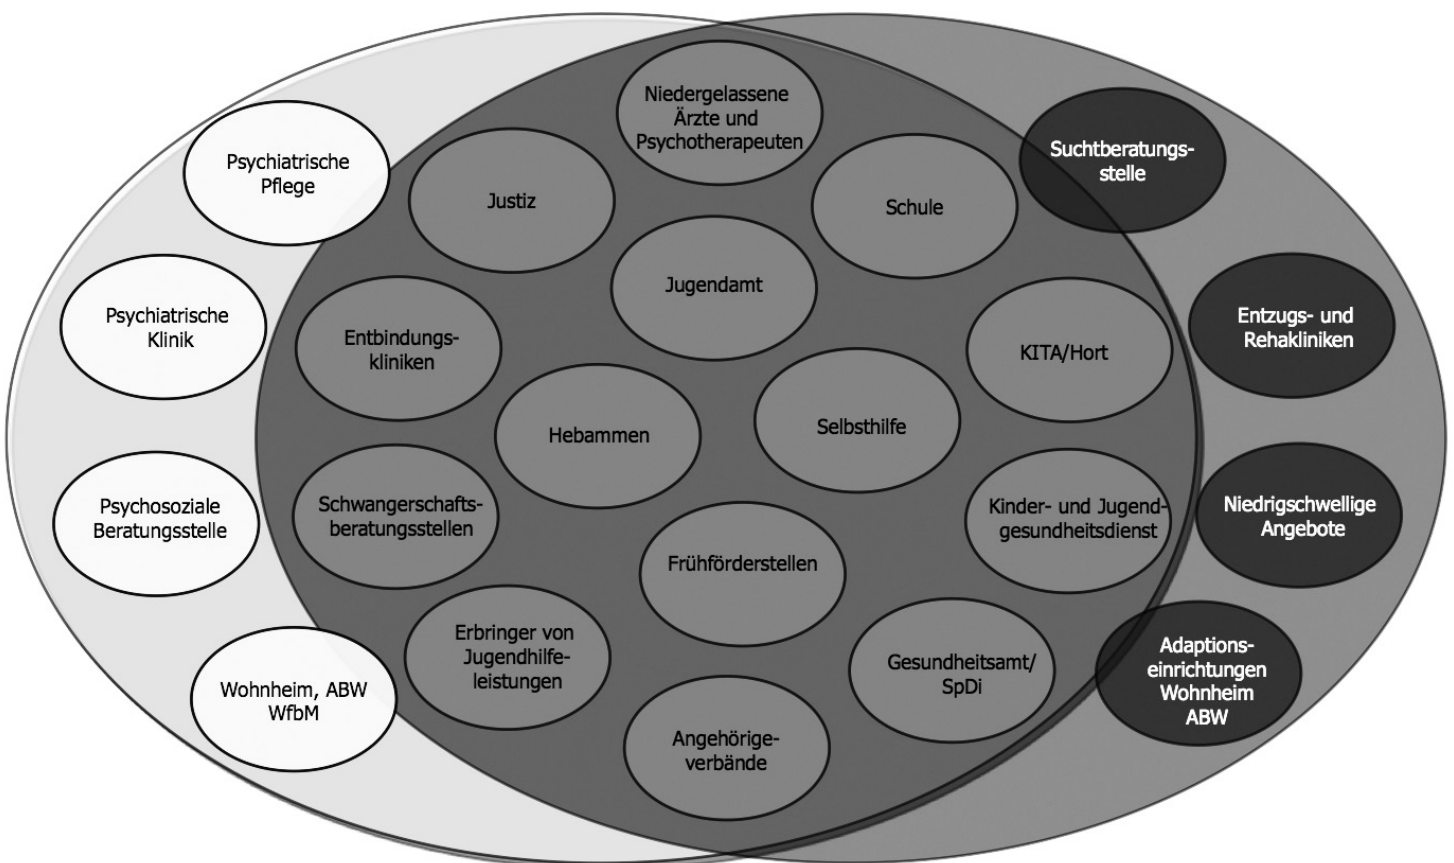 Niedergelassene
Ärzte und
Psychotherapeuten
Psychiatrische
Pflege
Justiz
Schule
Suchtberatungs-
stelle
Jugendamt
Psychiatrische
Klinik
Entbindungs-
kliniken
KITA/Hort
Entzugs- und
Rehakliniken
Hebammen
Selbsthilfe
Psychosoziale
Beratungsstelle
Schwangerschafts-
beratungsstellen
Kinder- und Jugend-
gesundheitsdienst
Niedrigschwellige
Angebote
Frühförderstellen
Erbringer von
Jugendhilfe-
leistungen
Gesundheitsamt/
SpDi
Adaptions-
einrichtungen
Wohnheim
ABW
Wohnheim, ABW
WfbM
Angehörige-
verbände